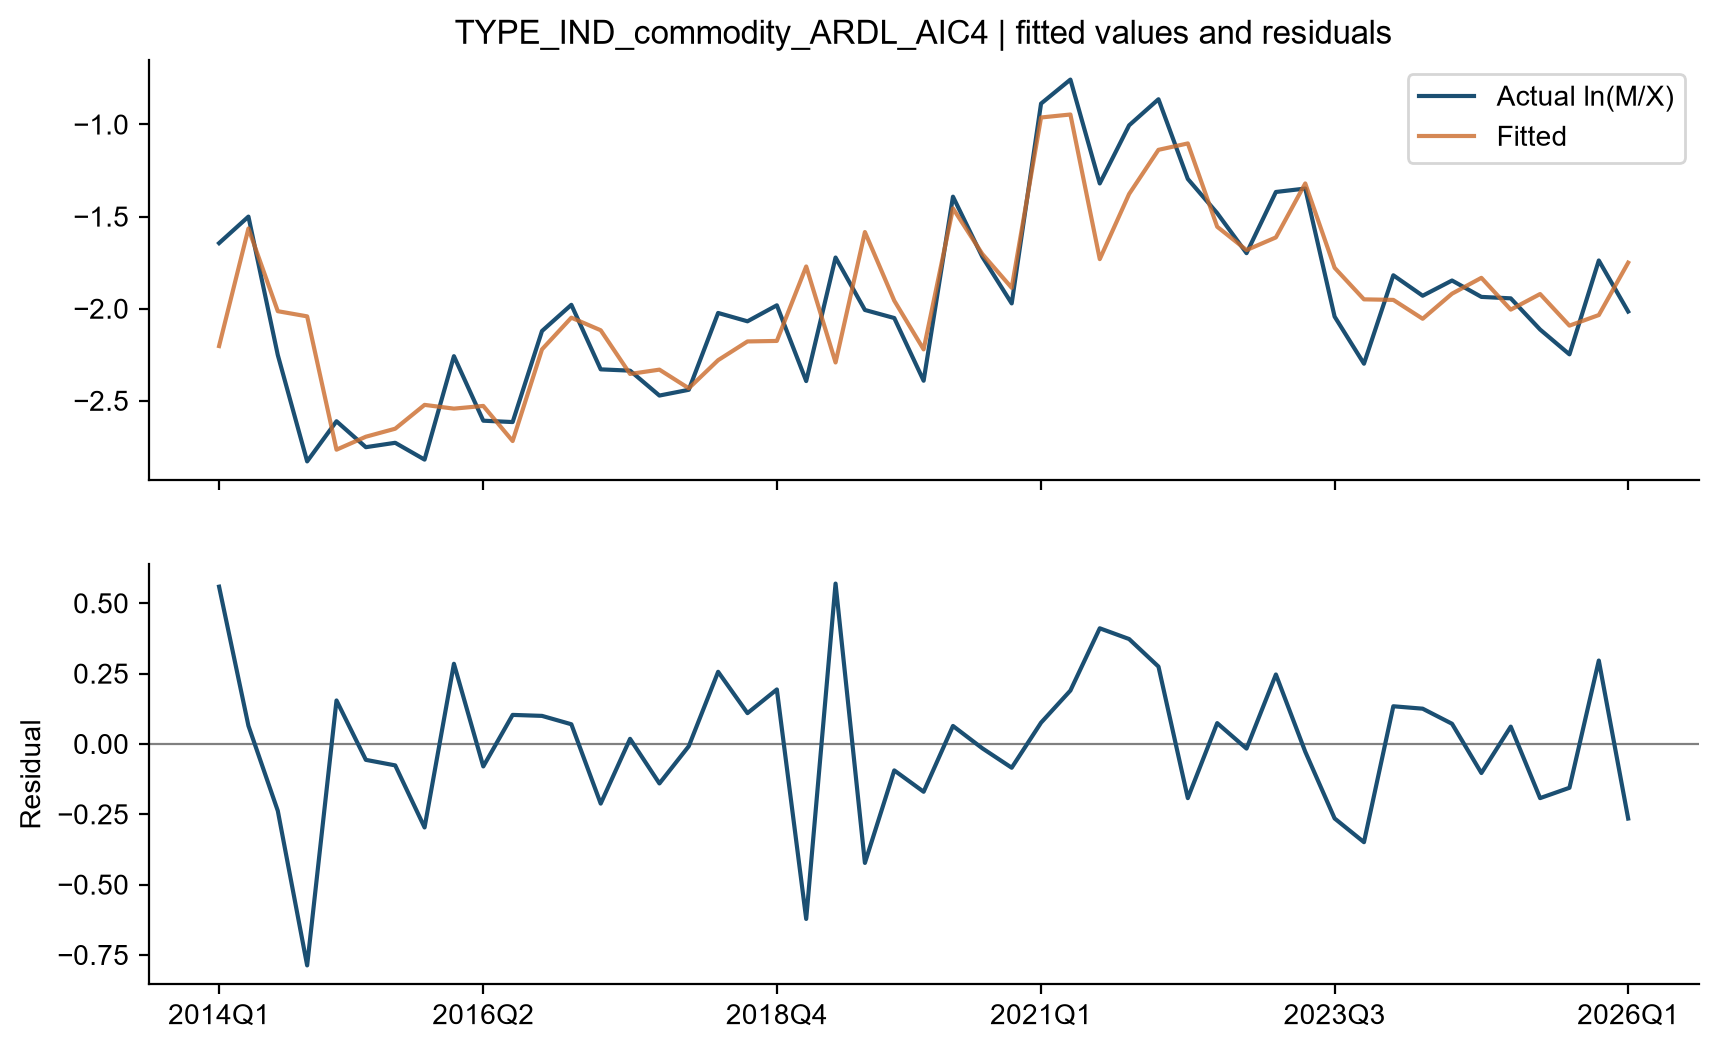 TYPE_IND_commodity_ARDL_AIC4 | fitted values and residuals
Actual ln(M/X)
Fitted
−1.0
−1.5
−2.0
−2.5
Residual
0.50
0.25
0.00
−0.25
−0.50
−0.75
2014Q1
2016Q2
2018Q4
2021Q1
2023Q3
2026Q1